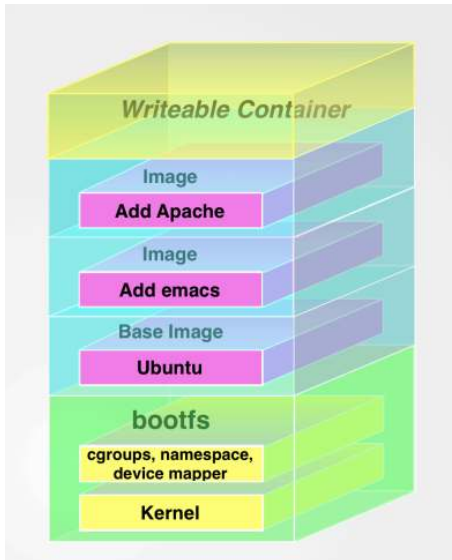 Writeable Container
Image
Add Apache
Image
Add emacs
Base Image
Ubuntu
bootfs
cgroups, namespace,
device mapper
Kernel